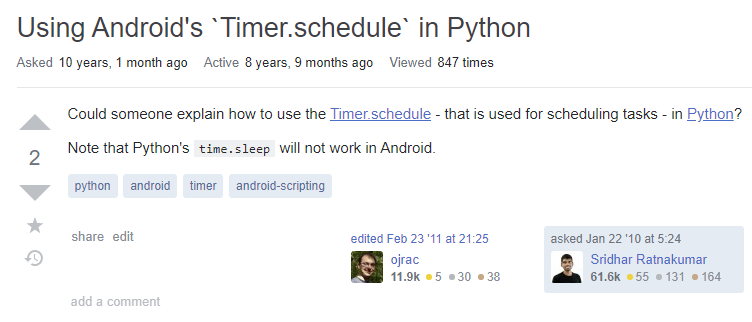 Using Android's `Timer.schedule` in Python
Asked 10 years, 1 month ago Active 8 years, 9 months ago Viewed 847 times
Could someone explain how to use the Timer.schedule - that is used for scheduling tasks - in Python?
2
Note that Python's time.sleep will not work in Android.
python android timer android-scripting
share edit
edited Feb 23 '11 at 21:25
ojrac
11.9k 5 30 38
asked Jan 22 '10 at 5:24
Sridhar Ratnakumar
61.6k 55 131 164
add a comment